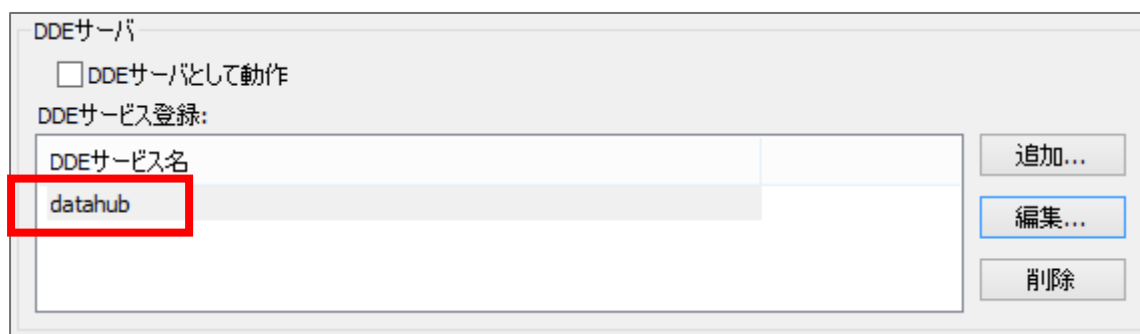 DDEサーバ
DDEサーバとして動作
DDEサービス登録:
DDEサービス名
datahub
追加...
編集...
削除